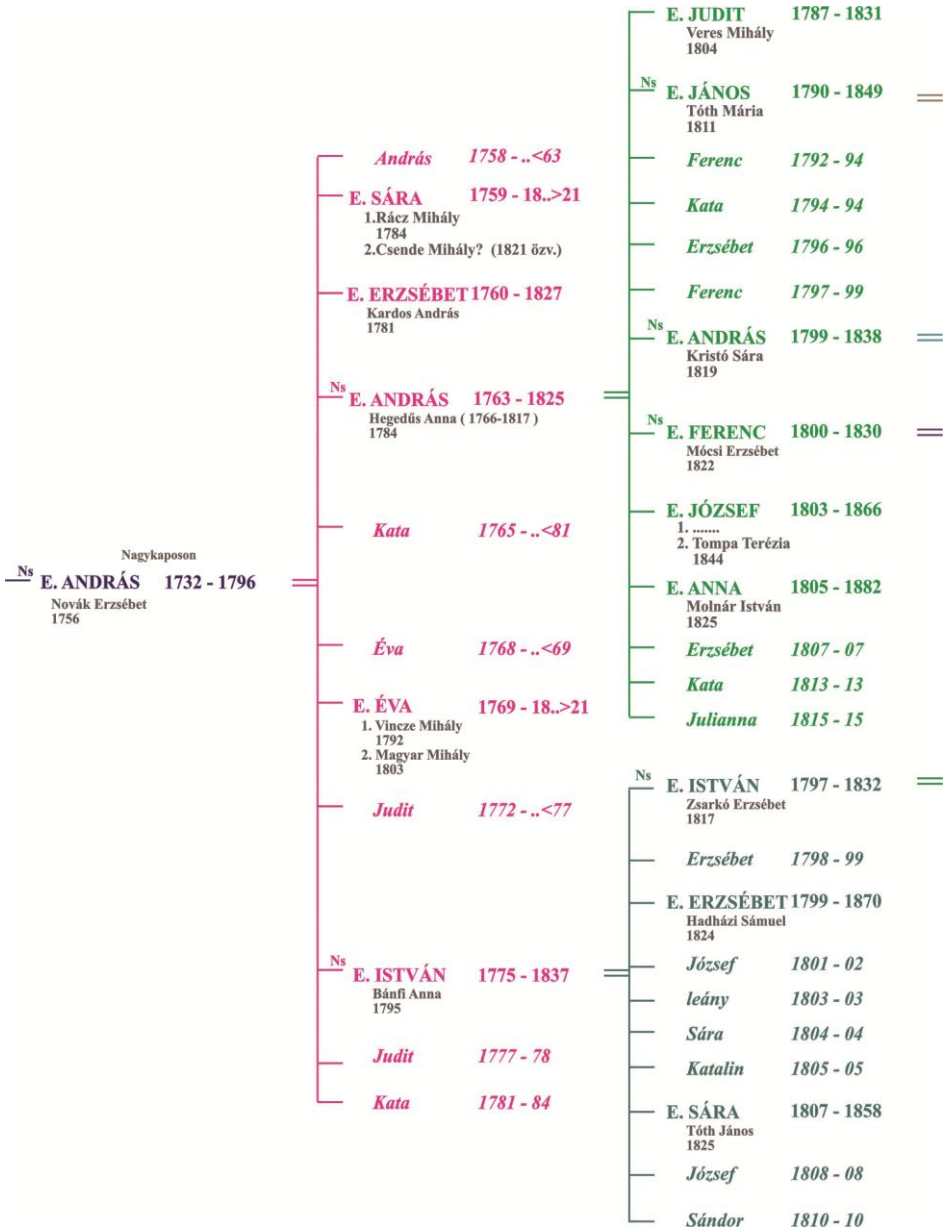 Nagykaposon
Ns E. ANDRÁS 1732 - 1796
Novák Erzsébet
1756
András 1758 - ..<63
E. SÁRA 1759 - 18..>21
1.Rácz Mihály
1784
2.Csende Mihály? (1821 özv.)
E. ERZSÉBET 1760 - 1827
Kardos András
1781
Ns E. ANDRÁS 1763 - 1825
Hegedűs Anna ( 1766-1817 )
1784
Kata 1765 - ..<81
Éva 1768 - ..<69
E. ÉVA 1769 - 18..>21
1. Vincze Mihály
1792
2. Magyar Mihály
1803
Judit 1772 - ..<77
Ns E. ISTVÁN 1775 - 1837
Bánfi Anna
1795
Judit 1777 - 78
Kata 1781 - 84
E. JUDIT 1787 - 1831
Veres Mihály
1804
Ns E. JÁNOS 1790 - 1849
Tóth Mária
1811
Ferenc 1792 - 94
Kata 1794 - 94
Erzsébet 1796 - 96
Ferenc 1797 - 99
Ns E. ANDRÁS 1799 - 1838
Kristó Sára
1819
Ns E. FERENC 1800 - 1830
Mócsi Erzsébet
1822
E. JÓZSEF 1803 - 1866
1. .......
2. Tompa Terézia
1844
E. ANNA 1805 - 1882
Molnár István
1825
Erzsébet 1807 - 07
Kata 1813 - 13
Julianna 1815 - 15
Ns E. ISTVÁN 1797 - 1832
Zsarkó Erzsébet
1817
Erzsébet 1798 - 99
E. ERZSÉBET 1799 - 1870
Hadházi Sámuel
1824
József 1801 - 02
leány 1803 - 03
Sára 1804 - 04
Katalin 1805 - 05
E. SÁRA 1807 - 1858
Tóth János
1825
József 1808 - 08
Sándor 1810 - 10